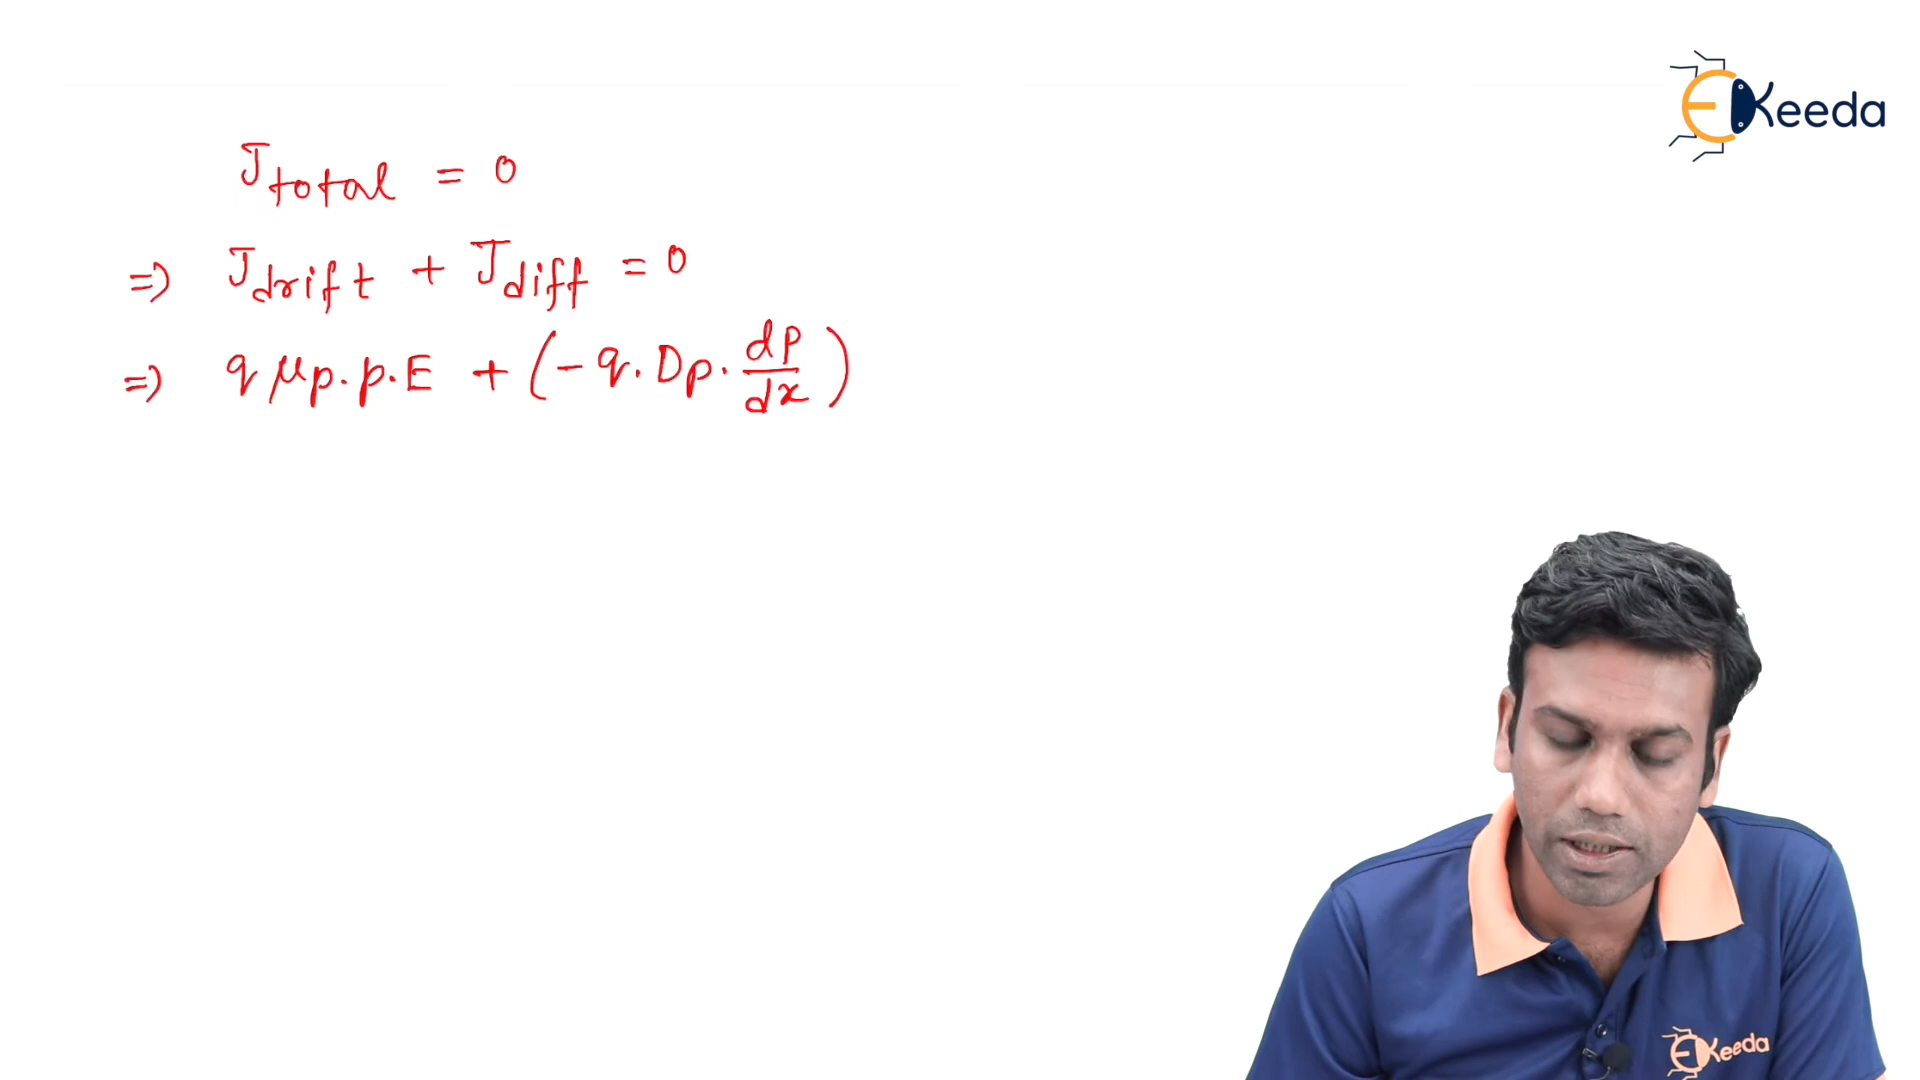 EKeeda
J_total = 0
=> J_drift + J_diff = 0
=> q μp.p.E + (-q.Dp.dp/dx)
EKeeda